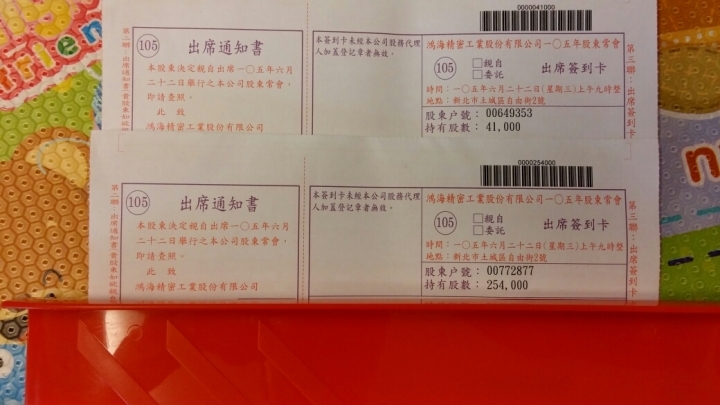 0000041000
第二聯：出席通知書
105
出席通知書
本股東決定親自出席一〇五年六月
二十二日舉行之本公司股東常會，
即請查照。
此　致
鴻海精密工業股份有限公司
本簽到卡未經本公司股務代理
人加蓋登記章者無效。
鴻海精密工業股份有限公司一〇五年股東常會
105
□親自
□委託
出席簽到卡
時間：一〇五年六月二十二日(星期三)上午九時整
地點：新北市土城區自由街2號
股東戶號：00649353
持有股數：41,000
第三聯：出席簽到卡
0000254000
第二聯：出席通知書
105
出席通知書
本股東決定親自出席一〇五年六月
二十二日舉行之本公司股東常會，
即請查照。
此　致
鴻海精密工業股份有限公司
本簽到卡未經本公司股務代理
人加蓋登記章者無效。
鴻海精密工業股份有限公司一〇五年股東常會
105
□親自
□委託
出席簽到卡
時間：一〇五年六月二十二日(星期三)上午九時整
地點：新北市土城區自由街2號
股東戶號：00772877
持有股數：254,000
第三聯：出席簽到卡